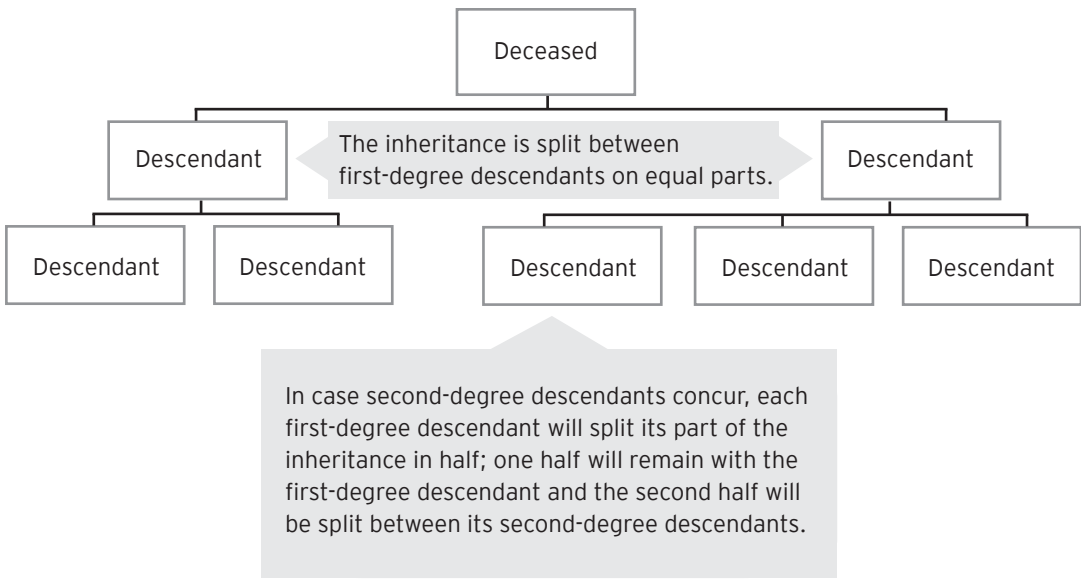 Deceased
Descendant
The inheritance is split between
first-degree descendants on equal parts.
Descendant
Descendant
Descendant
Descendant
Descendant
Descendant
In case second-degree descendants concur, each
first-degree descendant will split its part of the
inheritance in half; one half will remain with the
first-degree descendant and the second half will
be split between its second-degree descendants.